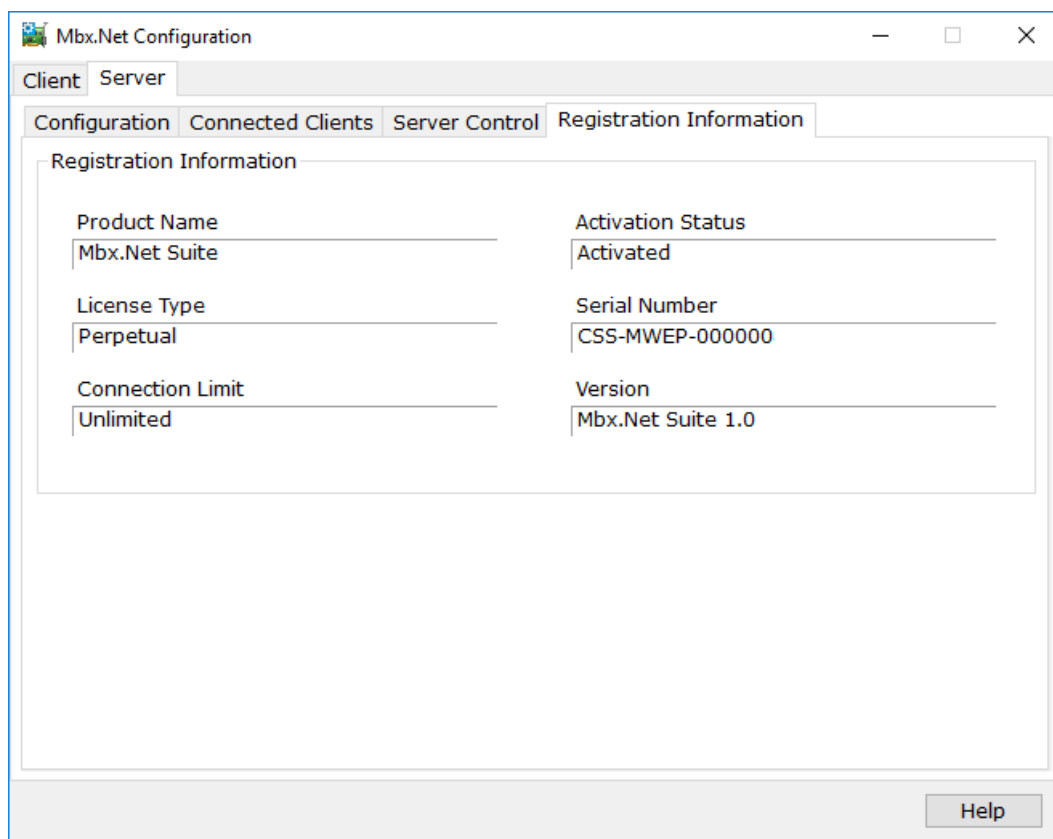 Mbx.Net Configuration
Client Server
Configuration Connected Clients Server Control Registration Information
Registration Information
Product Name Activation Status
Mbx.Net Suite Activated
License Type Serial Number
Perpetual CSS-MWEP-000000
Connection Limit Version
Unlimited Mbx.Net Suite 1.0
Help